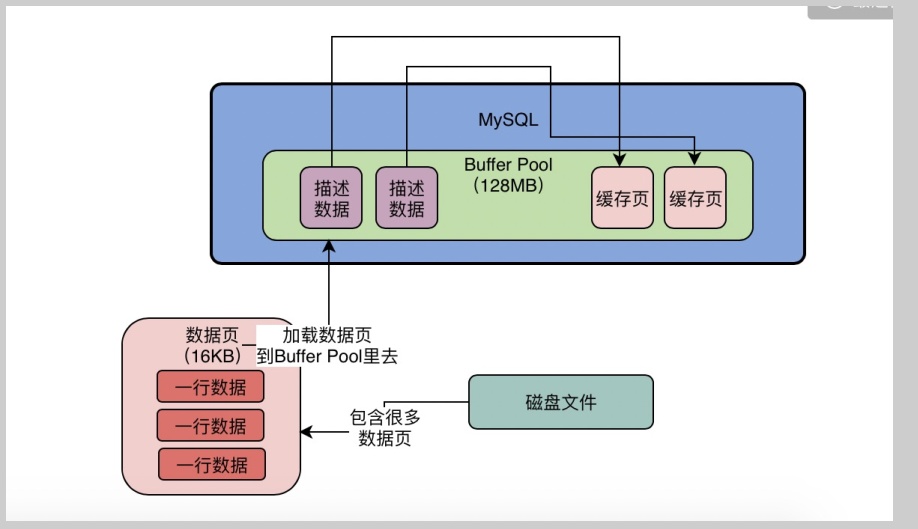 MySQL
Buffer Pool
（128MB）
描述
数据
描述
数据
缓存页
缓存页
数据页
（16KB）
加载数据页
到Buffer Pool里去
一行数据
一行数据
一行数据
包含很多
数据页
磁盘文件